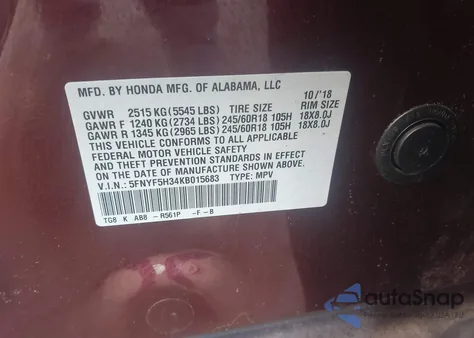 MFD. BY HONDA MFG. OF ALABAMA, LLC 10/'18
GVWR 2515 KG (5545 LBS) TIRE SIZE RIM SIZE
GAWR F 1240 KG (2734 LBS) 245/60R18 105H 18X8.0J
GAWR R 1345 KG (2965 LBS) 245/60R18 105H 18X8.0J
THIS VEHICLE CONFORMS TO ALL APPLICABLE
FEDERAL MOTOR VEHICLE SAFETY, BUMPER,
AND THEFT PREVENTION STANDARDS IN EFFECT
ON THE DATE OF MANUFACTURE SHOWN ABOVE.
V.I.N: 5FNYF5H34KB015683 TYPE: MPV
TG8 K AB8 -R561P -F -B
autoSnap